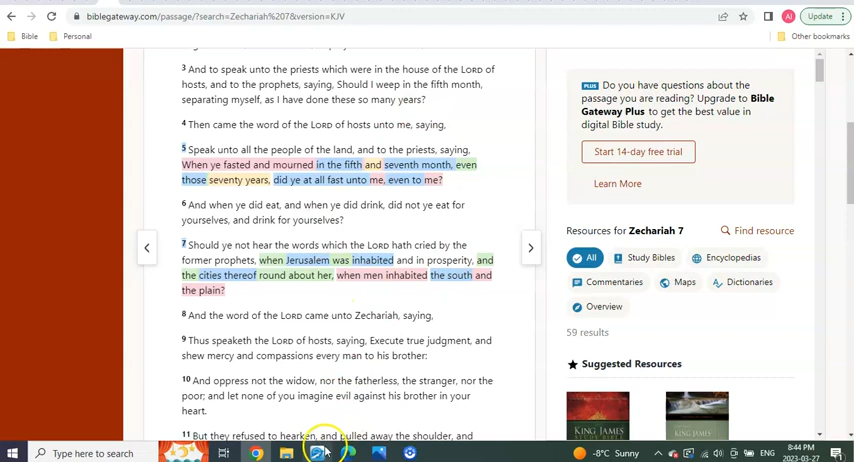 biblegateway.com/passage/?search=Zechariah%207&version=KJV
AI
Update
Bible
Personal
Other bookmarks
3 And to speak unto the priests which were in the house of the LORD of
hosts, and to the prophets, saying, Should I weep in the fifth month,
separating myself, as I have done these so many years?
4 Then came the word of the LORD of hosts unto me, saying,
5 Speak unto all the people of the land, and to the priests, saying,
When ye fasted and mourned in the fifth and seventh month, even
those seventy years, did ye at all fast unto me, even to me?
6 And when ye did eat, and when ye did drink, did not ye eat for
yourselves, and drink for yourselves?
7 Should ye not hear the words which the LORD hath cried by the
former prophets, when Jerusalem was inhabited and in prosperity, and
the cities thereof round about her, when men inhabited the south and
the plain?
8 And the word of the LORD came unto Zechariah, saying,
9 Thus speaketh the LORD of hosts, saying, Execute true judgment, and
shew mercy and compassions every man to his brother:
10 And oppress not the widow, nor the fatherless, the stranger, nor the
poor; and let none of you imagine evil against his brother in your
heart.
11 But they refused to hearken, and pulled away the shoulder, and
PLUS Do you have questions about the
passage you are reading? Upgrade to Bible
Gateway Plus to get the best value in
digital Bible study.
Start 14-day free trial
Learn More
Resources for Zechariah 7
Find resource
All
Study Bibles
Encyclopedias
Commentaries
Maps
Dictionaries
Overview
59 results
Suggested Resources
KING JAMES
STUDY BIBLE
KING JAMES
Type here to search
-8°C Sunny
8:44 PM
2023-03-27